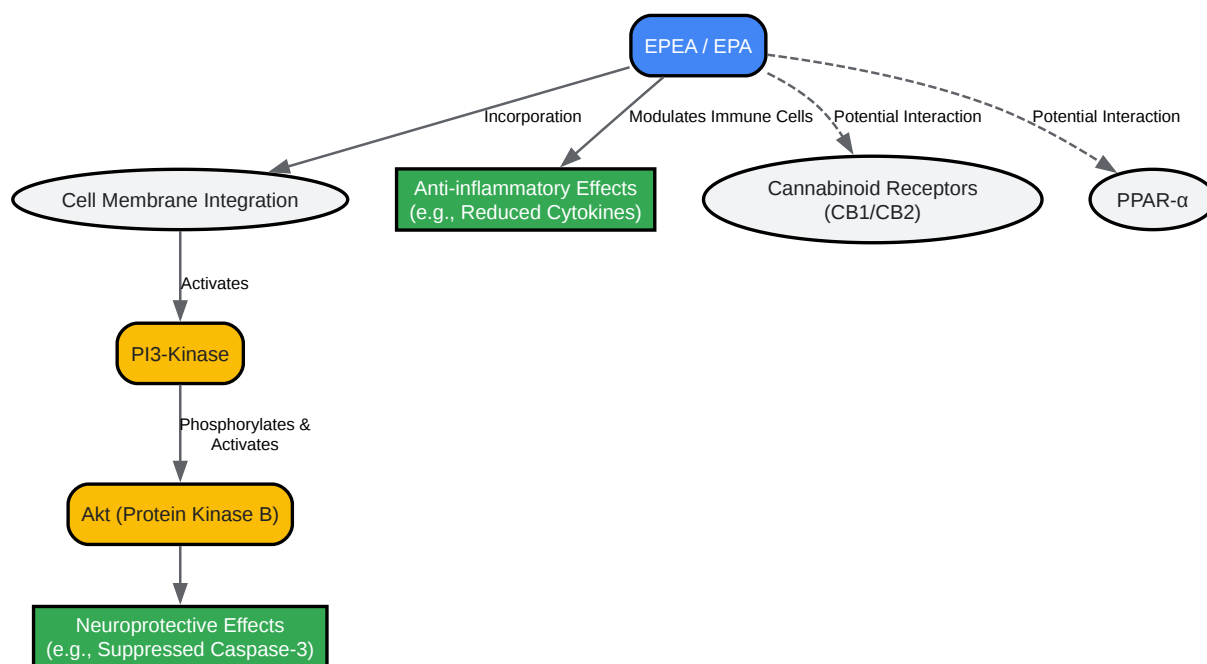 EPEA / EPA
Incorporation
Modulates Immune Cells
Potential Interaction
Potential Interaction
Cell Membrane Integration
Anti-inflammatory Effects
(e.g., Reduced Cytokines)
Cannabinoid Receptors
(CB1/CB2)
PPAR-α
Activates
PI3-Kinase
Phosphorylates &
Activates
Akt (Protein Kinase B)
Neuroprotective Effects
(e.g., Suppressed Caspase-3)